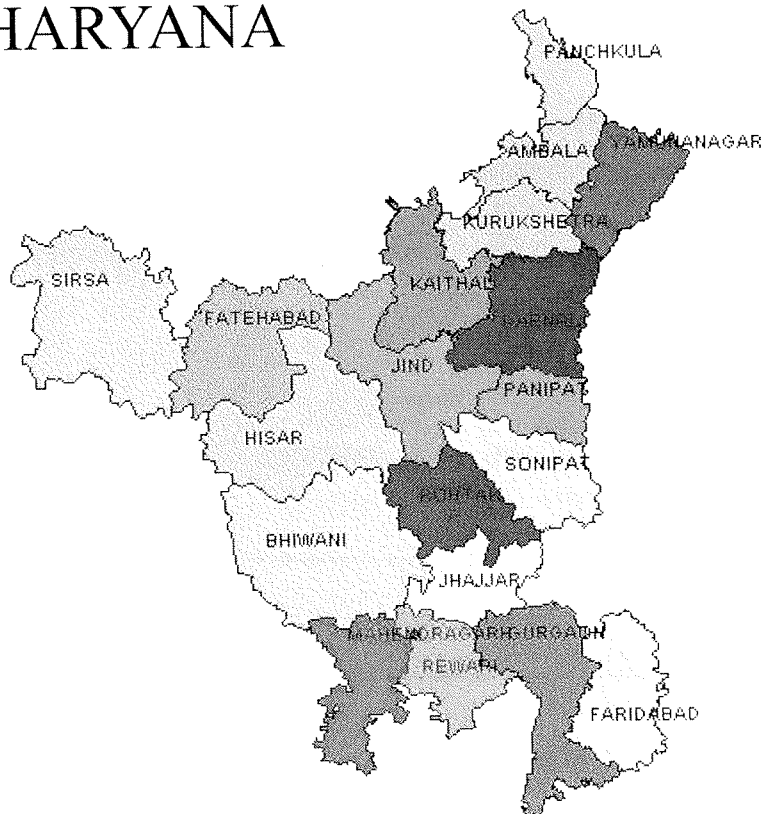 HARYANA
PANCHKULA
AMBALA
YAMUNANAGAR
KURUKSHETRA
SIRSA
KAITHAL
FATEHABAD
KARNAL
JIND
PANIPAT
HISAR
SONIPAT
ROHTAK
BHIWANI
JHAJJAR
MAHENDRAGARH
GURGAON
REWARI
FARIDABAD